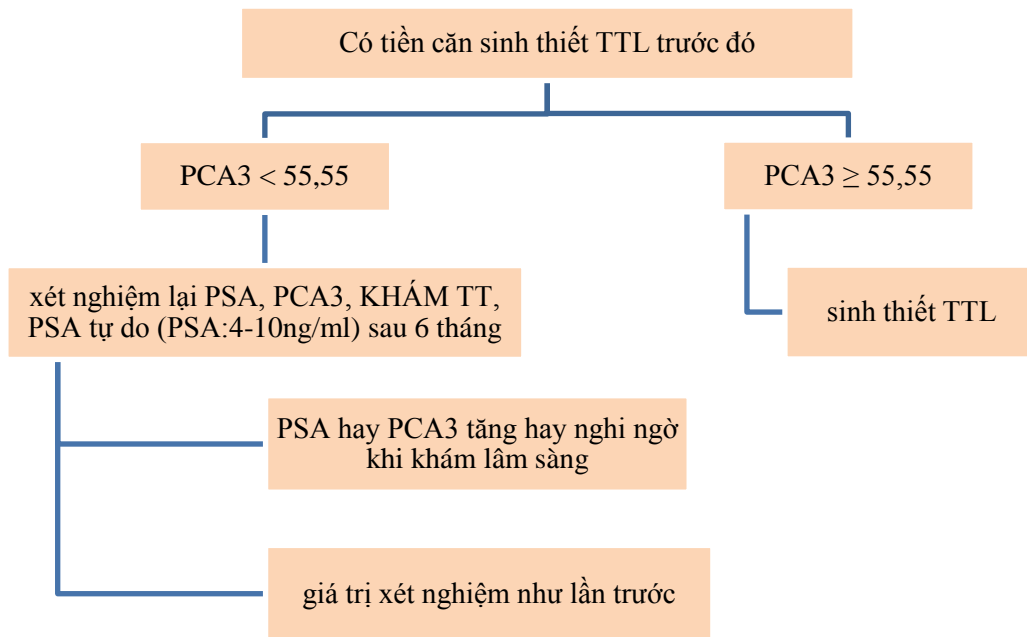 Có tiền căn sinh thiết TTL trước đó
PCA3 < 55,55
PCA3 ≥ 55,55
xét nghiệm lại PSA, PCA3, KHÁM TT,
PSA tự do (PSA:4-10ng/ml) sau 6 tháng
sinh thiết TTL
PSA hay PCA3 tăng hay nghi ngờ
khi khám lâm sàng
giá trị xét nghiệm như lần trước